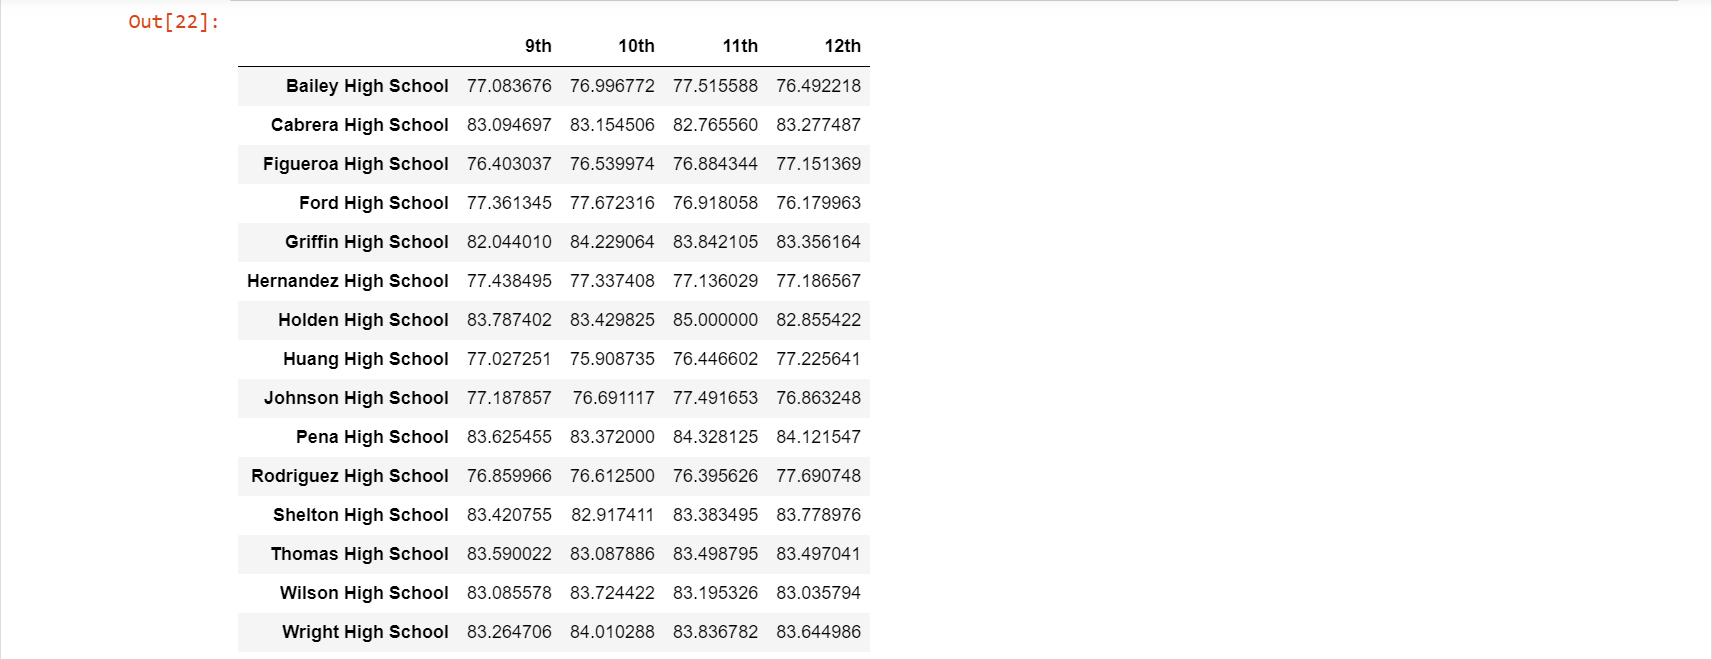 Out[22]:
9th 10th 11th 12th
Bailey High School 77.083676 76.996772 77.515588 76.492218
Cabrera High School 83.094697 83.154506 82.765560 83.277487
Figueroa High School 76.403037 76.539974 76.884344 77.151369
Ford High School 77.361345 77.672316 76.918058 76.179963
Griffin High School 82.044010 84.229064 83.842105 83.356164
Hernandez High School 77.438495 77.337408 77.136029 77.186567
Holden High School 83.787402 83.429825 85.000000 82.855422
Huang High School 77.027251 75.908735 76.446602 77.225641
Johnson High School 77.187857 76.691117 77.491653 76.863248
Pena High School 83.625455 83.372000 84.328125 84.121547
Rodriguez High School 76.859966 76.612500 76.395626 77.690748
Shelton High School 83.420755 82.917411 83.383495 83.778976
Thomas High School 83.590022 83.087886 83.498795 83.497041
Wilson High School 83.085578 83.724422 83.195326 83.035794
Wright High School 83.264706 84.010288 83.836782 83.644986